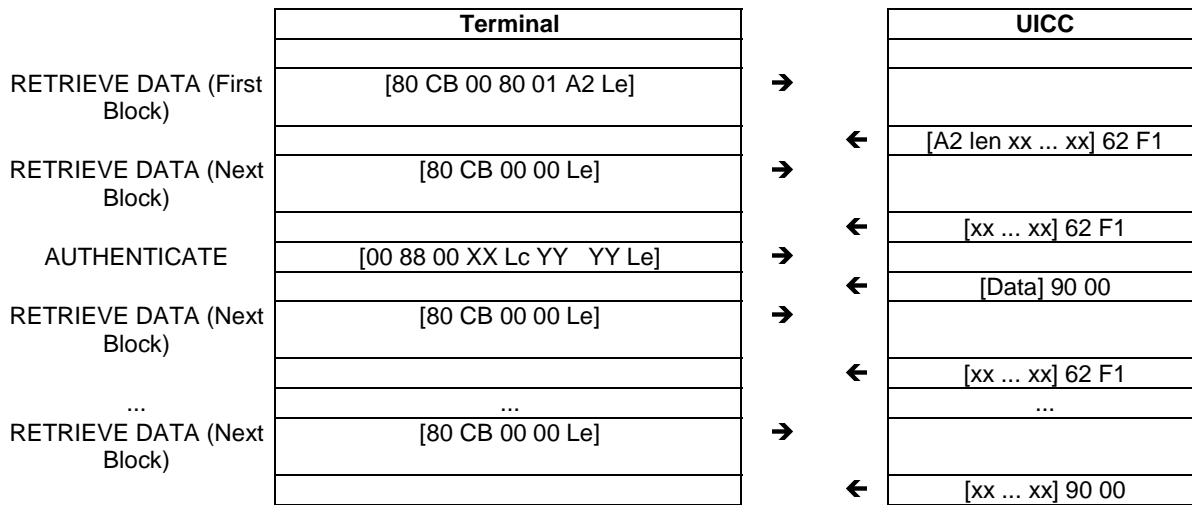 Terminal UICC
RETRIEVE DATA (First [80 CB 00 80 01 A2 Le] ➔
Block)
🡰 [A2 len xx ... xx] 62 F1
RETRIEVE DATA (Next [80 CB 00 00 Le] ➔
Block)
🡰 [xx ... xx] 62 F1
AUTHENTICATE [00 88 00 XX Lc YY YY Le] ➔
🡰 [Data] 90 00
RETRIEVE DATA (Next [80 CB 00 00 Le] ➔
Block)
🡰 [xx ... xx] 62 F1
... ... ...
RETRIEVE DATA (Next [80 CB 00 00 Le] ➔
Block)
🡰 [xx ... xx] 90 00